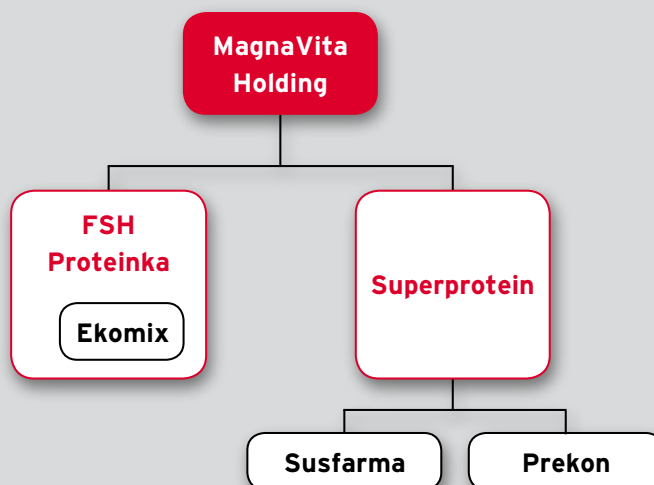 MagnaVita
Holding
FSH
Proteinka
Ekomix
Superprotein
Susfarma
Prekon